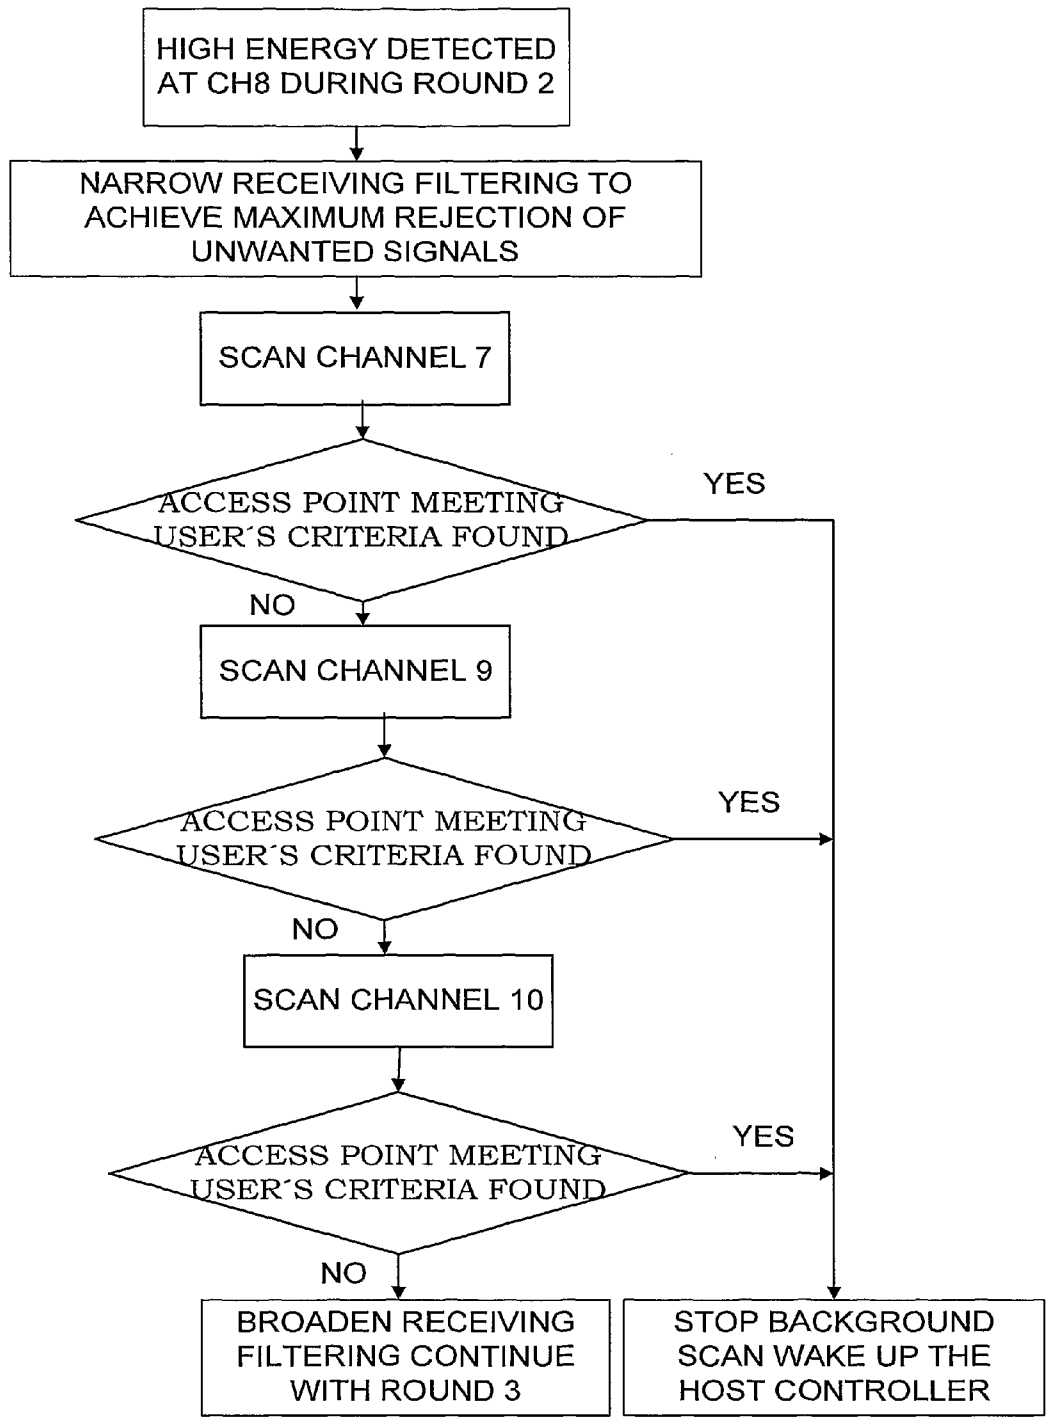 HIGH ENERGY DETECTED
AT CH8 DURING ROUND 2
NARROW RECEIVING FILTERING TO
ACHIEVE MAXIMUM REJECTION OF
UNWANTED SIGNALS
SCAN CHANNEL 7
ACCESS POINT MEETING
USER´S CRITERIA FOUND
YES
NO
SCAN CHANNEL 9
ACCESS POINT MEETING
USER´S CRITERIA FOUND
YES
NO
SCAN CHANNEL 10
ACCESS POINT MEETING
USER´S CRITERIA FOUND
YES
NO
BROADEN RECEIVING
FILTERING CONTINUE
WITH ROUND 3
STOP BACKGROUND
SCAN WAKE UP THE
HOST CONTROLLER